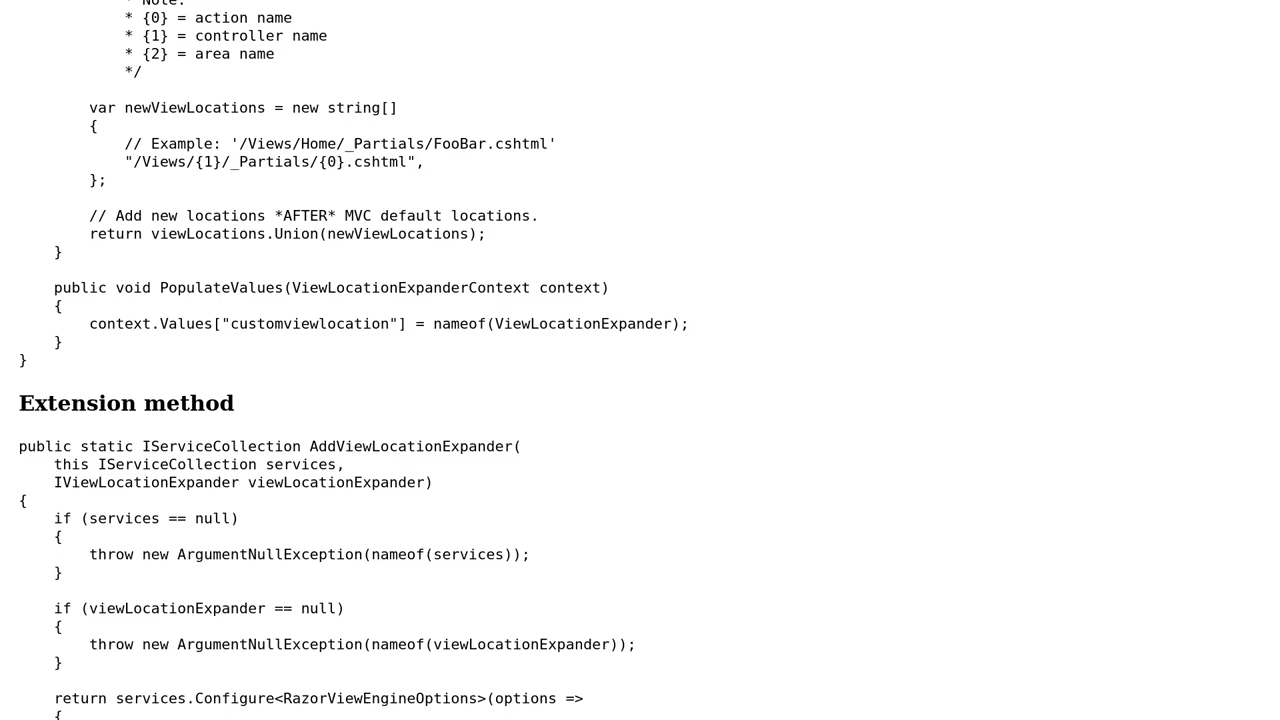 * Note:
* {0} = action name
* {1} = controller name
* {2} = area name
*/
var newViewLocations = new string[]
{
// Example: '/Views/Home/_Partials/FooBar.cshtml'
"/Views/{1}/_Partials/{0}.cshtml",
};
// Add new locations *AFTER* MVC default locations.
return viewLocations.Union(newViewLocations);
}
public void PopulateValues(ViewLocationExpanderContext context)
{
context.Values["customviewlocation"] = nameof(ViewLocationExpander);
}
}
Extension method
public static IServiceCollection AddViewLocationExpander(
this IServiceCollection services,
IViewLocationExpander viewLocationExpander)
{
if (services == null)
{
throw new ArgumentNullException(nameof(services));
}
if (viewLocationExpander == null)
{
throw new ArgumentNullException(nameof(viewLocationExpander));
}
return services.Configure<RazorViewEngineOptions>(options =>
{